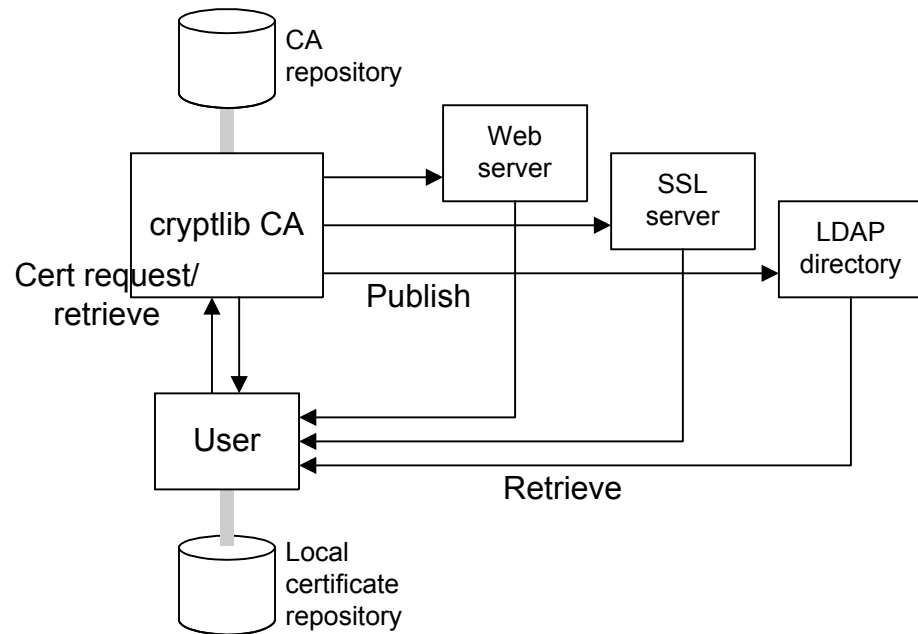 CA
repository
Web
server
SSL
server
cryptlib CA
LDAP
directory
Cert request/
retrieve
Publish
User
Retrieve
Local
certificate
repository